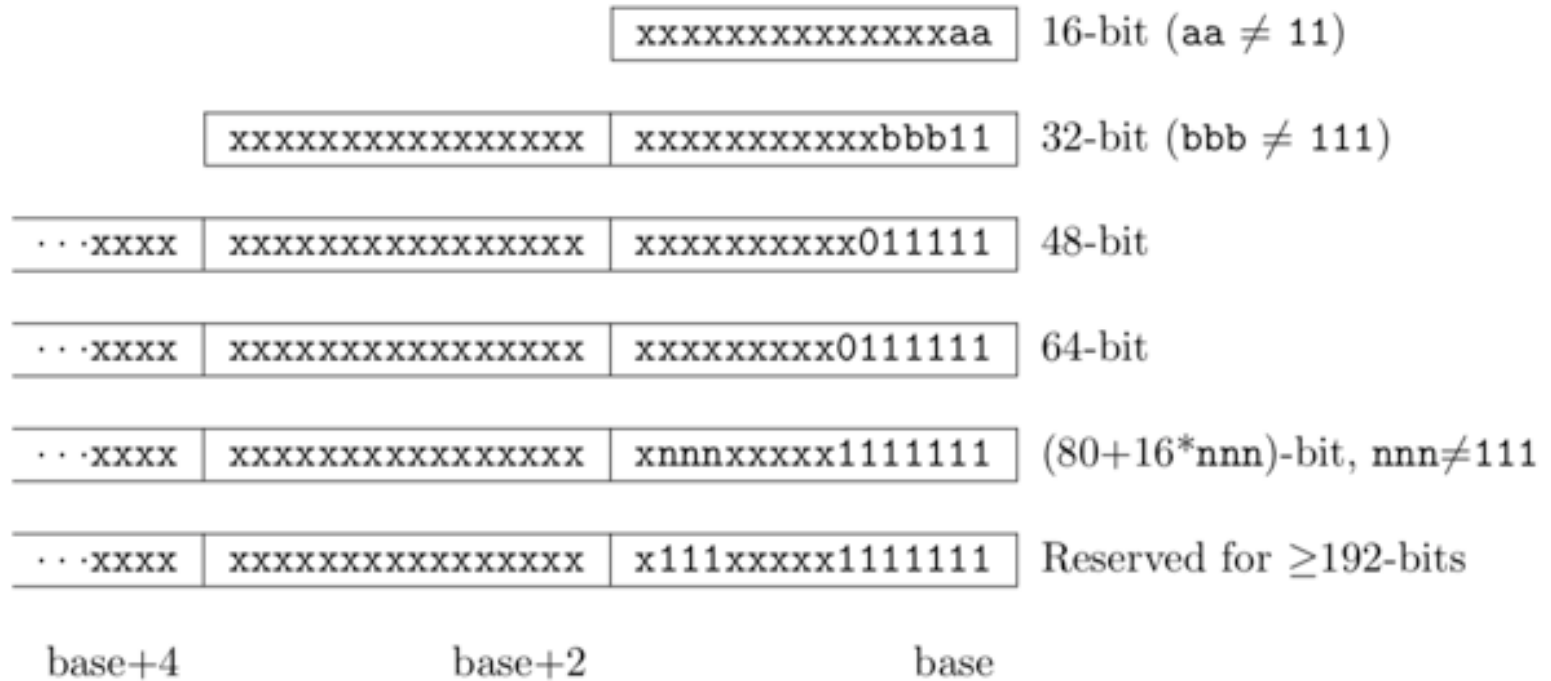 xxxxxxxxxxxxxxaa 16-bit (aa ≠ 11)
xxxxxxxxxxxxxxxx xxxxxxxxxxxbbb11 32-bit (bbb ≠ 111)
···xxxx xxxxxxxxxxxxxxxx xxxxxxxxxx011111 48-bit
···xxxx xxxxxxxxxxxxxxxx xxxxxxxxx0111111 64-bit
···xxxx xxxxxxxxxxxxxxxx xnnnxxxxx1111111 (80+16*nnn)-bit, nnn≠111
···xxxx xxxxxxxxxxxxxxxx x111xxxxx1111111 Reserved for ≥192-bits
base+4 base+2 base